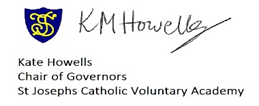 KMHowells
Kate Howells
Chair of Governors
St Josephs Catholic Voluntary Academy